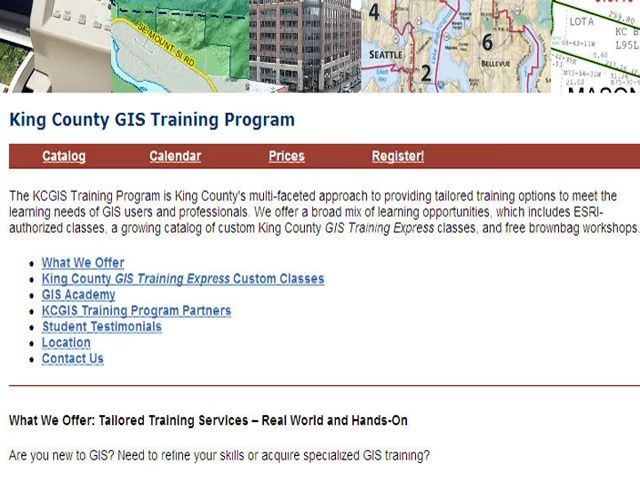 SE MOUNT SI RD
4
SEATTLE
2
6
BELLEVUE
LOTA
259.80
KC B
L95L
King County GIS Training Program
Catalog Calendar Prices Register!
The KCGIS Training Program is King County's multi-faceted approach to providing tailored training options to meet the
learning needs of GIS users and professionals. We offer a broad mix of learning opportunities, which includes ESRI-
authorized classes, a growing catalog of custom King County GIS Training Express classes, and free brownbag workshops.
What We Offer
King County GIS Training Express Custom Classes
GIS Academy
KCGIS Training Program Partners
Student Testimonials
Location
Contact Us
What We Offer: Tailored Training Services – Real World and Hands-On
Are you new to GIS? Need to refine your skills or acquire specialized GIS training?